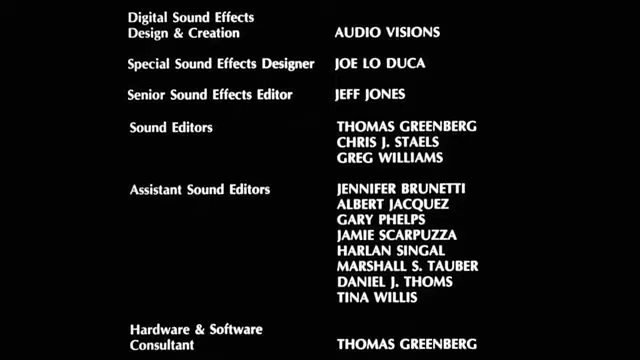 Digital Sound Effects
Design & Creation AUDIO VISIONS
Special Sound Effects Designer JOE LO DUCA
Senior Sound Effects Editor JEFF JONES
Sound Editors THOMAS GREENBERG
CHRIS J. STAELS
GREG WILLIAMS
Assistant Sound Editors JENNIFER BRUNETTI
ALBERT JACQUEZ
GARY PHELPS
JAMIE SCARPUZZA
HARLAN SINGAL
MARSHALL S. TAUBER
DANIEL J. THOMS
TINA WILLIS
Hardware & Software
Consultant THOMAS GREENBERG